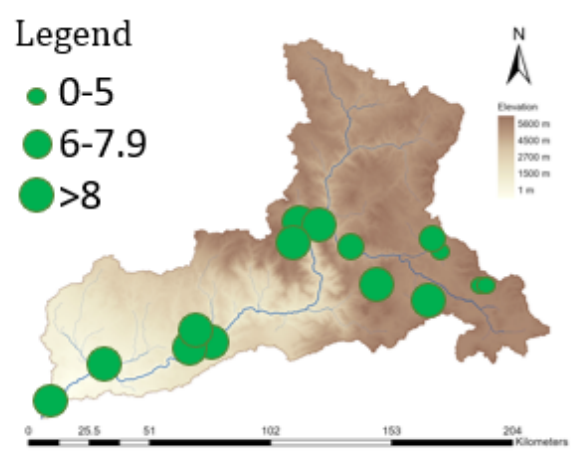 Legend
0-5
6-7.9
>8
N
Elevation
5600 m
4500 m
2700 m
1500 m
1 m
0 25.5 51 102 153 204
Kilometers